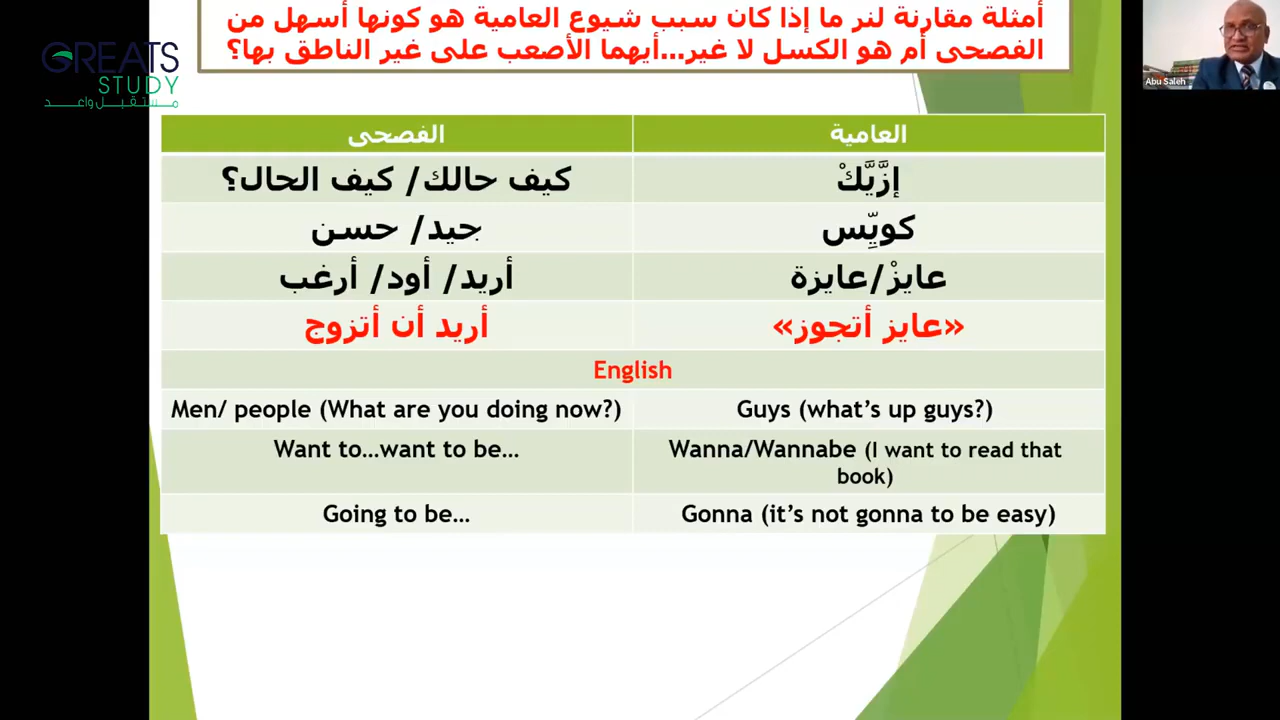 أمثلة مقارنة لنر ما إذا كان سبب شيوع العامية هو كونها أسهل من
الفصحى أم هو الكسل لا غير...أيهما الأصعب على غير الناطق بها؟
GREATS
STUDY
مستقبل واعد
Abu Saleh
العامية
الفصحى
إزَّيَّكْ
كيف حالك/ كيف الحال؟
كويِّس
جيد/ حسن
عايزْ/عايزة
أريد/ أود/ أرغب
«عايز أتجوز»
أريد أن أتزوج
English
Men/ people (What are you doing now?)
Guys (what’s up guys?)
Want to…want to be…
Wanna/Wannabe (I want to read that
book)
Going to be…
Gonna (it’s not gonna to be easy)